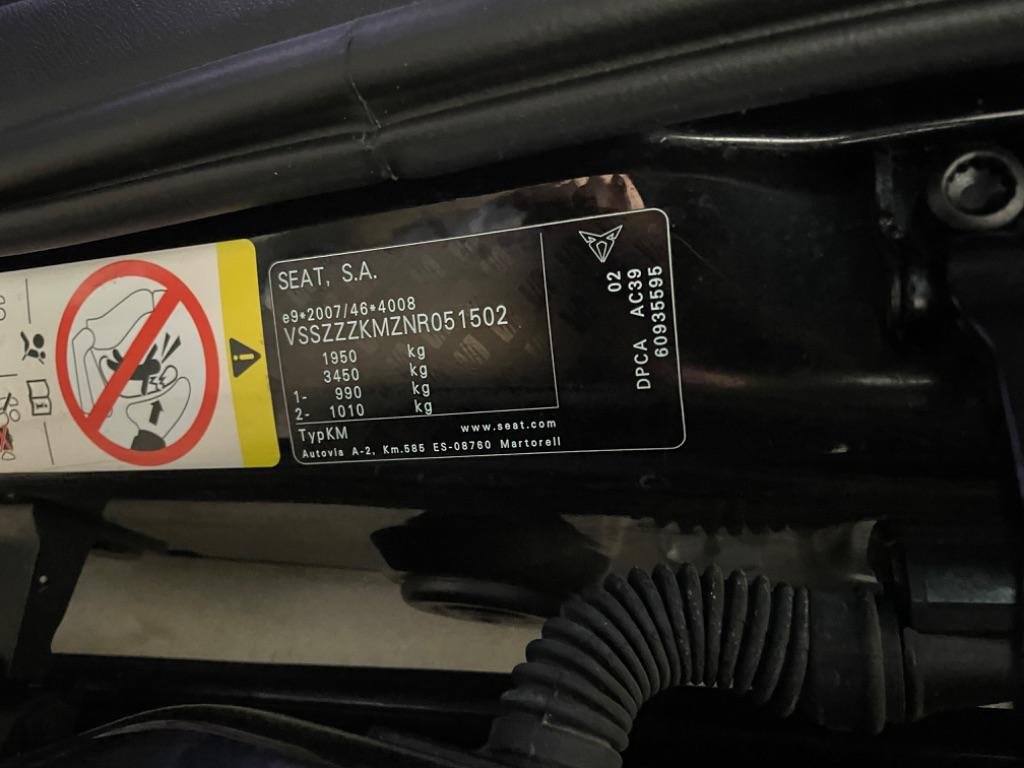 SEAT, S.A.
e9*2007/46*4008
VSSZZZKMZNR051502
1950 kg
3450 kg
1- 990 kg
2- 1010 kg
TypKM www.seat.com
Autovia A-2, Km.585 ES-08760 Martorell
02
DPCA AC39
60935595